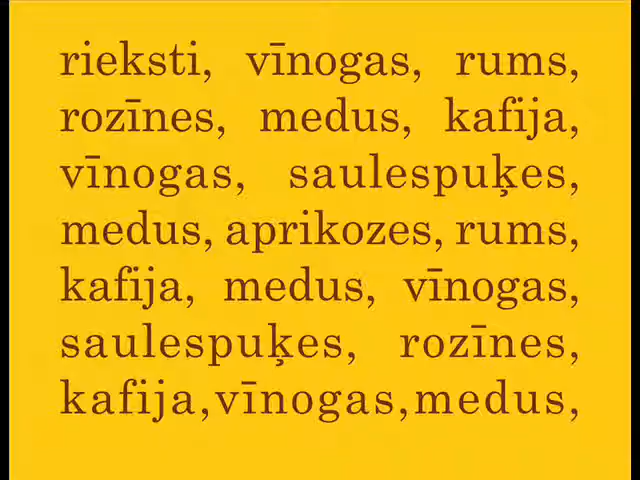 rieksti, vīnogas, rums,
rozīnes, medus, kafija,
vīnogas, saulespuķes,
medus, aprikozes, rums,
kafija, medus, vīnogas,
saulespuķes, rozīnes,
kafija,vīnogas,medus,